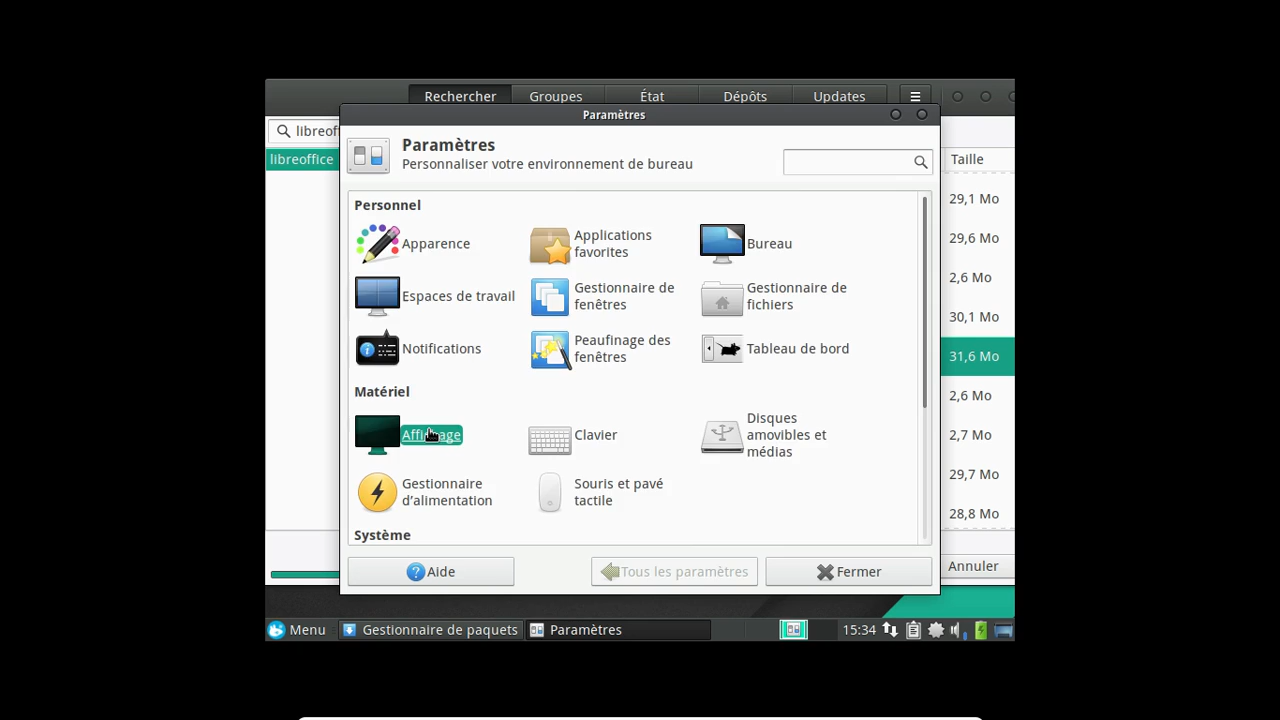 Rechercher Groupes État Dépôts Updates
Paramètres
libreof
Paramètres
Personnaliser votre environnement de bureau
libreoffice
Taille
Personnel
29,1 Mo
Apparence
Applications
favorites
Bureau
29,6 Mo
2,6 Mo
Espaces de travail
Gestionnaire de
fenêtres
Gestionnaire de
fichiers
30,1 Mo
Notifications
Peaufinage des
fenêtres
Tableau de bord
31,6 Mo
Matériel
2,6 Mo
Affichage
Clavier
Disques
amovibles et
médias
2,7 Mo
29,7 Mo
Gestionnaire
d'alimentation
Souris et pavé
tactile
28,8 Mo
Système
Aide Tous les paramètres Fermer
Annuler
Menu Gestionnaire de paquets Paramètres 15:34